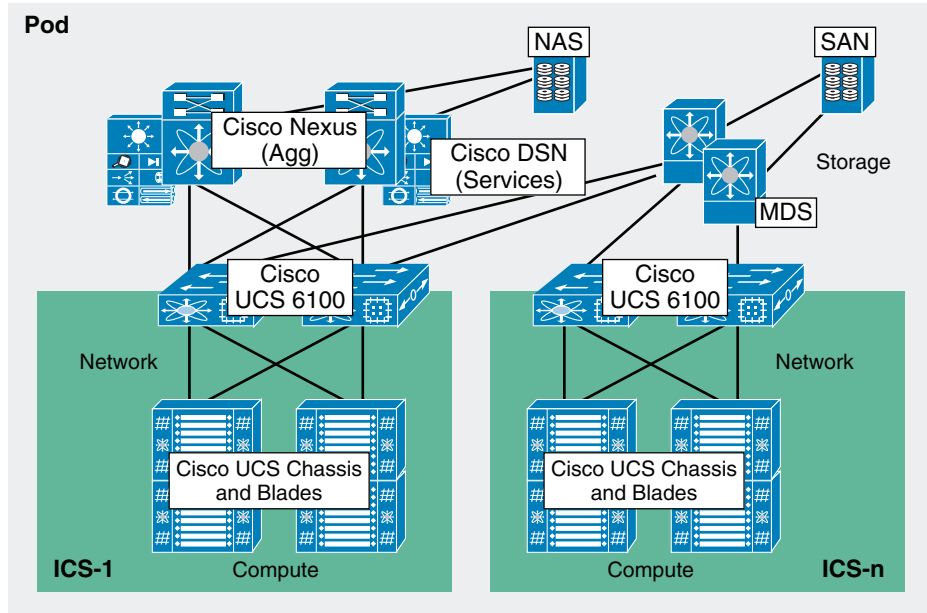 Pod
NAS
SAN
Cisco Nexus
(Agg)
Cisco DSN
(Services)
Storage
MDS
Cisco
UCS 6100
Cisco
UCS 6100
Network
Network
Cisco UCS Chassis
and Blades
Cisco UCS Chassis
and Blades
ICS-1
Compute
Compute
ICS-n